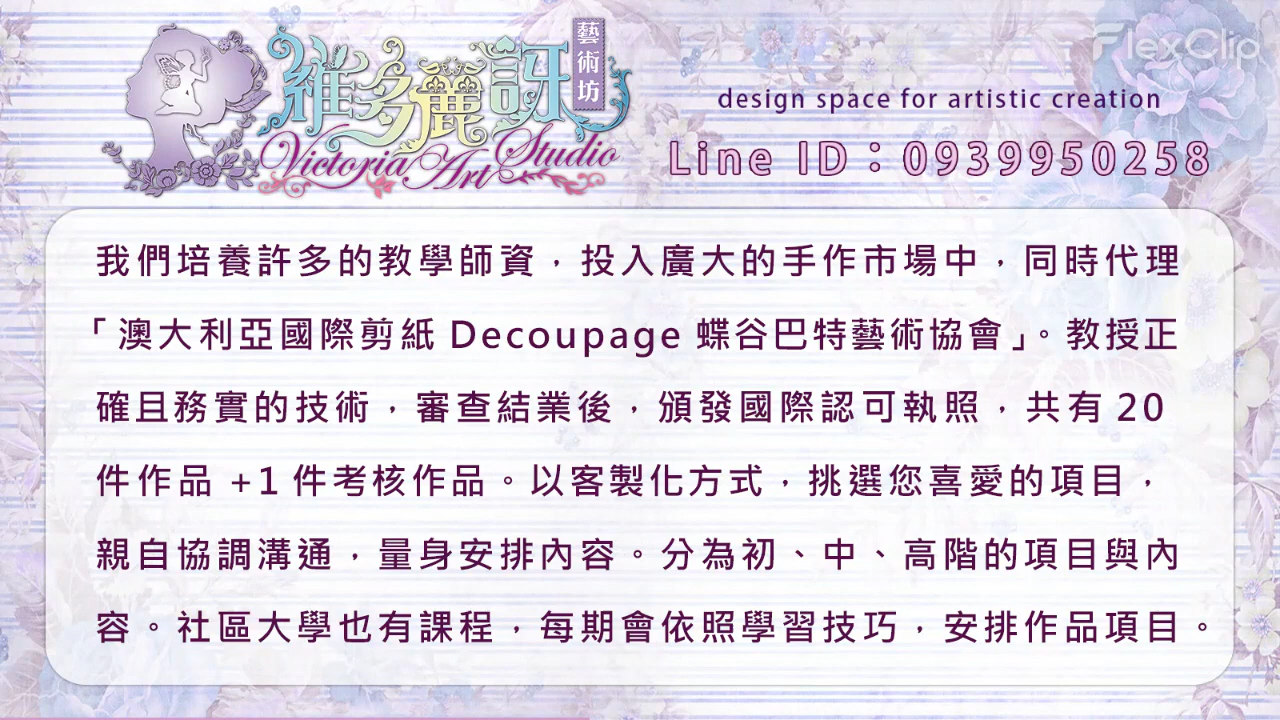 維多麗訝
藝術坊
Victoria Art Studio
FlexClip
design space for artistic creation
Line ID：0939950258
我們培養許多的教學師資，投入廣大的手作市場中，同時代理
「澳大利亞國際剪紙 Decoupage 蝶谷巴特藝術協會」。教授正
確且務實的技術，審查結業後，頒發國際認可執照，共有 20
件作品 +1 件考核作品。以客製化方式，挑選您喜愛的項目，
親自協調溝通，量身安排內容。分為初、中、高階的項目與內
容。社區大學也有課程，每期會依照學習技巧，安排作品項目。